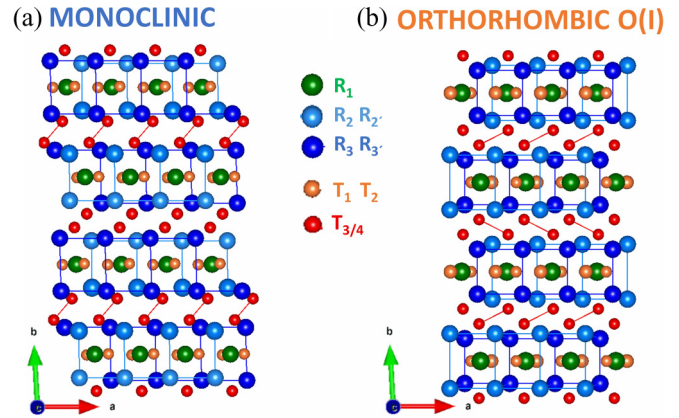 (a) MONOCLINIC
(b) ORTHORHOMBIC O(I)
R₁
R₂ R₂′
R₃ R₃′
T₁ T₂
T₃/₄
b
a
b
a